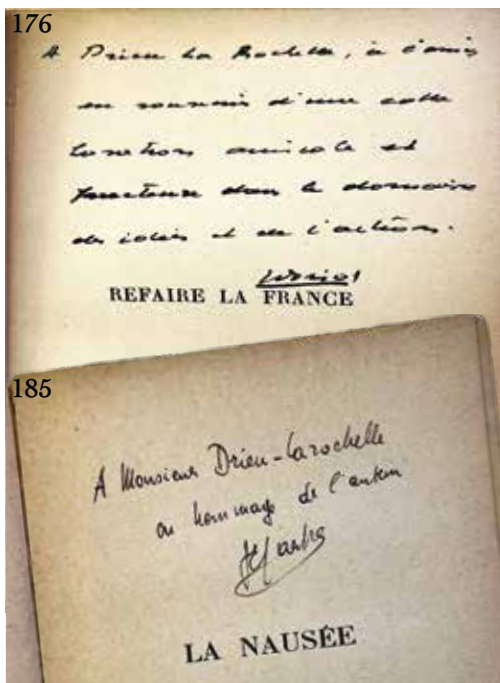 176
A Drieu La Rochelle, à l'ami
en souvenir d'une colla
boration amicale et
fructueuse dans le domaine
des idées et de l'action.
Doriot
REFAIRE LA FRANCE
185
A Monsieur Drieu-Larochelle
en hommage de l'auteur
JPSartre
LA NAUSÉE